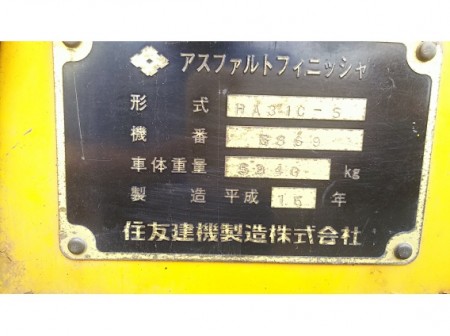 アスファルトフィニッシャ
形 式 HA31C-S
機 番
車体重量 kg
製 造 平成 15 年
住友建機製造株式会社